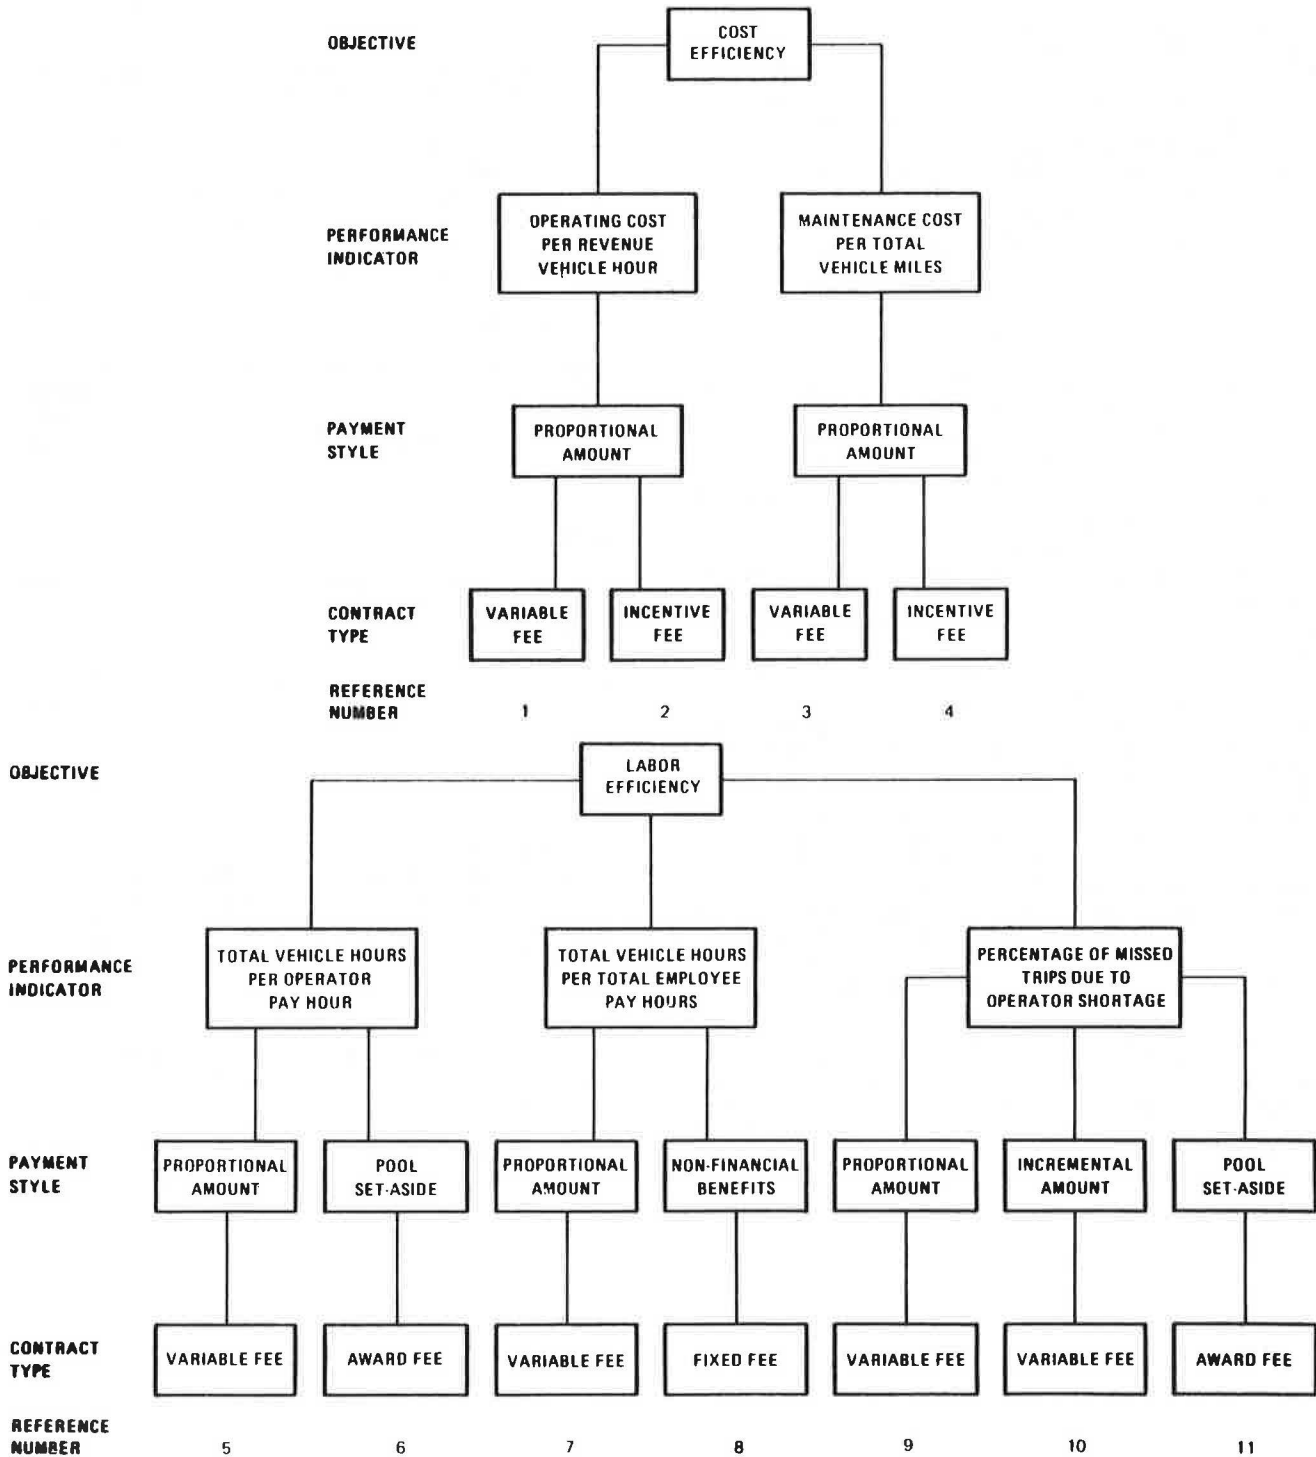 OBJECTIVE
COST
EFFICIENCY
PERFORMANCE
INDICATOR
OPERATING COST
PER REVENUE
VEHICLE HOUR
MAINTENANCE COST
PER TOTAL
VEHICLE MILES
PAYMENT
STYLE
PROPORTIONAL
AMOUNT
PROPORTIONAL
AMOUNT
CONTRACT
TYPE
VARIABLE
FEE
INCENTIVE
FEE
VARIABLE
FEE
INCENTIVE
FEE
REFERENCE
NUMBER
1
2
3
4
OBJECTIVE
LABOR
EFFICIENCY
PERFORMANCE
INDICATOR
TOTAL VEHICLE HOURS
PER OPERATOR
PAY HOUR
TOTAL VEHICLE HOURS
PER TOTAL EMPLOYEE
PAY HOURS
PERCENTAGE OF MISSED
TRIPS DUE TO
OPERATOR SHORTAGE
PAYMENT
STYLE
PROPORTIONAL
AMOUNT
POOL
SET-ASIDE
PROPORTIONAL
AMOUNT
NON-FINANCIAL
BENEFITS
PROPORTIONAL
AMOUNT
INCREMENTAL
AMOUNT
POOL
SET-ASIDE
CONTRACT
TYPE
VARIABLE FEE
AWARD FEE
VARIABLE FEE
FIXED FEE
VARIABLE FEE
VARIABLE FEE
AWARD FEE
REFERENCE
NUMBER
5
6
7
8
9
10
11